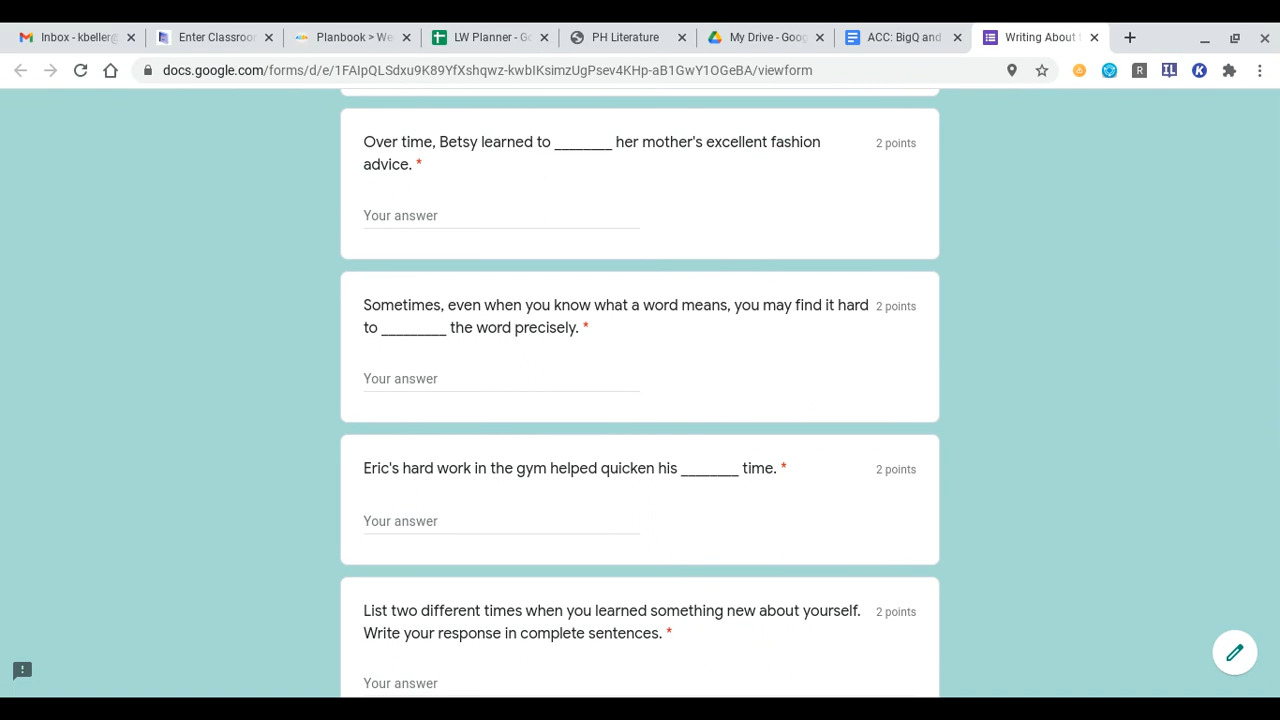 Inbox - kbeller@
Enter Classroor
Planbook > We
LW Planner - Go
PH Literature
My Drive - Goog
ACC: BigQ and
Writing About t
docs.google.com/forms/d/e/1FAIpQLSdxu9K89YfXshqwz-kwbIKsimzUgPsev4KHp-aB1GwY1OGeBA/viewform
Over time, Betsy learned to ________ her mother's excellent fashion
advice. *
2 points
Your answer
Sometimes, even when you know what a word means, you may find it hard
to _________ the word precisely. *
2 points
Your answer
Eric's hard work in the gym helped quicken his ________ time. *
2 points
Your answer
List two different times when you learned something new about yourself.
Write your response in complete sentences. *
2 points
Your answer